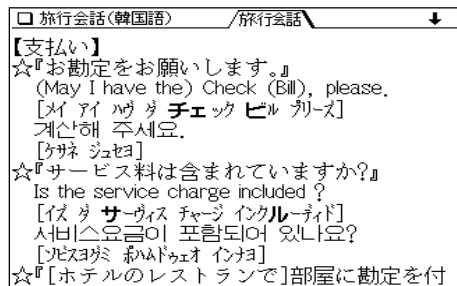 旅行会話(韓国語) 旅行会話
【支払い】
☆『お勘定をお願いします。』
(May I have the) Check (Bill), please.
[メイ アイ ハヴ ダ チェック ビル プリーズ]
계산해 주세요.
[ケサネ ジュセヨ]
☆『サービス料は含まれていますか?』
Is the service charge included ?
[イズ ダ サーヴィス チャージ インクルーディド]
서비스요금이 포함되어 있나요?
[ソビスヨグミ ポハムドゥェオ インナヨ]
☆『[ホテルのレストランで]部屋に勘定を付